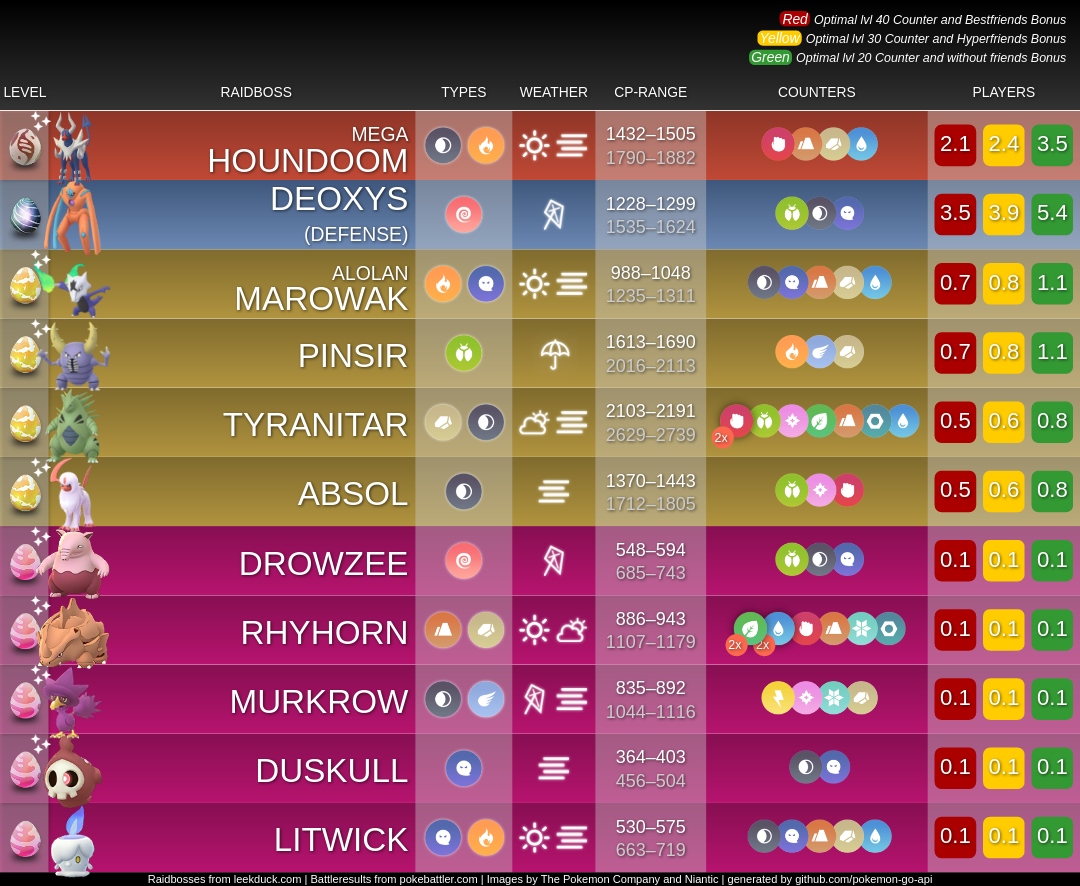 Red Optimal lvl 40 Counter and Bestfriends Bonus
Yellow Optimal lvl 30 Counter and Hyperfriends Bonus
Green Optimal lvl 20 Counter and without friends Bonus
LEVEL RAIDBOSS TYPES WEATHER CP-RANGE COUNTERS PLAYERS
MEGA
HOUNDOOM
1432–1505
1790–1882
2.1 2.4 3.5
DEOXYS
(DEFENSE)
1228–1299
1535–1624
3.5 3.9 5.4
ALOLAN
MAROWAK
988–1048
1235–1311
0.7 0.8 1.1
PINSIR
1613–1690
2016–2113
0.7 0.8 1.1
TYRANITAR
2103–2191
2629–2739
2x
0.5 0.6 0.8
ABSOL
1370–1443
1712–1805
0.5 0.6 0.8
DROWZEE
548–594
685–743
0.1 0.1 0.1
RHYHORN
886–943
1107–1179
2x 2x
0.1 0.1 0.1
MURKROW
835–892
1044–1116
0.1 0.1 0.1
DUSKULL
364–403
456–504
0.1 0.1 0.1
LITWICK
530–575
663–719
0.1 0.1 0.1
Raidbosses from leekduck.com | Battleresults from pokebattler.com | Images by The Pokemon Company and Niantic | generated by github.com/pokemon-go-api